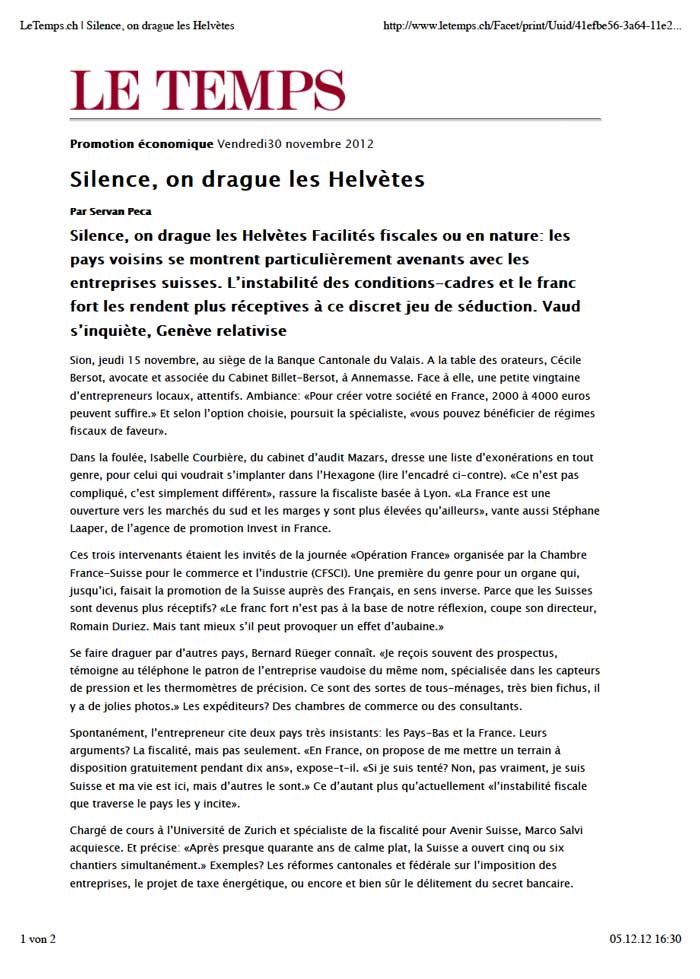 LeTemps.ch | Silence, on drague les Helvètes
http://www.letemps.ch/Facet/print/Uuid/41efbe56-3a64-11e2...
LE TEMPS
Promotion économique Vendredi30 novembre 2012
Silence, on drague les Helvètes
Par Servan Peca
Silence, on drague les Helvètes Facilités fiscales ou en nature: les
pays voisins se montrent particulièrement avenants avec les
entreprises suisses. L’instabilité des conditions-cadres et le franc
fort les rendent plus réceptives à ce discret jeu de séduction. Vaud
s’inquiète, Genève relativise
Sion, jeudi 15 novembre, au siège de la Banque Cantonale du Valais. A la table des orateurs, Cécile
Bersot, avocate et associée du Cabinet Billet-Bersot, à Annemasse. Face à elle, une petite vingtaine
d’entrepreneurs locaux, attentifs. Ambiance: «Pour créer votre société en France, 2000 à 4000 euros
peuvent suffire.» Et selon l’option choisie, poursuit la spécialiste, «vous pouvez bénéficier de régimes
fiscaux de faveur».
Dans la foulée, Isabelle Courbière, du cabinet d’audit Mazars, dresse une liste d’exonérations en tout
genre, pour celui qui voudrait s’implanter dans l’Hexagone (lire l’encadré ci-contre). «Ce n’est pas
compliqué, c’est simplement différent», rassure la fiscaliste basée à Lyon. «La France est une
ouverture vers les marchés du sud et les marges y sont plus élevées qu’ailleurs», vante aussi Stéphane
Laaper, de l’agence de promotion Invest in France.
Ces trois intervenants étaient les invités de la journée «Opération France» organisée par la Chambre
France-Suisse pour le commerce et l’industrie (CFSCI). Une première du genre pour un organe qui,
jusqu’ici, faisait la promotion de la Suisse auprès des Français, en sens inverse. Parce que les Suisses
sont devenus plus réceptifs? «Le franc fort n’est pas à la base de notre réflexion, coupe son directeur,
Romain Duriez. Mais tant mieux s’il peut provoquer un effet d’aubaine.»
Se faire draguer par d’autres pays, Bernard Rüeger connaît. «Je reçois souvent des prospectus,
témoigne au téléphone le patron de l’entreprise vaudoise du même nom, spécialisée dans les capteurs
de pression et les thermomètres de précision. Ce sont des sortes de tous-ménages, très bien fichus, il
y a de jolies photos.» Les expéditeurs? Des chambres de commerce ou des consultants.
Spontanément, l’entrepreneur cite deux pays très insistants: les Pays-Bas et la France. Leurs
arguments? La fiscalité, mais pas seulement. «En France, on propose de me mettre un terrain à
disposition gratuitement pendant dix ans», expose-t-il. «Si je suis tenté? Non, pas vraiment, je suis
Suisse et ma vie est ici, mais d’autres le sont.» Ce d’autant plus qu’actuellement «l’instabilité fiscale
que traverse le pays les y incite».
Chargé de cours à l’Université de Zurich et spécialiste de la fiscalité pour Avenir Suisse, Marco Salvi
acquiesce. Et précise: «Après presque quarante ans de calme plat, la Suisse a ouvert cinq ou six
chantiers simultanément.» Exemples? Les réformes cantonales et fédérale sur l’imposition des
entreprises, le projet de taxe énergétique, ou encore et bien sûr le délitement du secret bancaire.
1 von 2
05.12.12 16:30